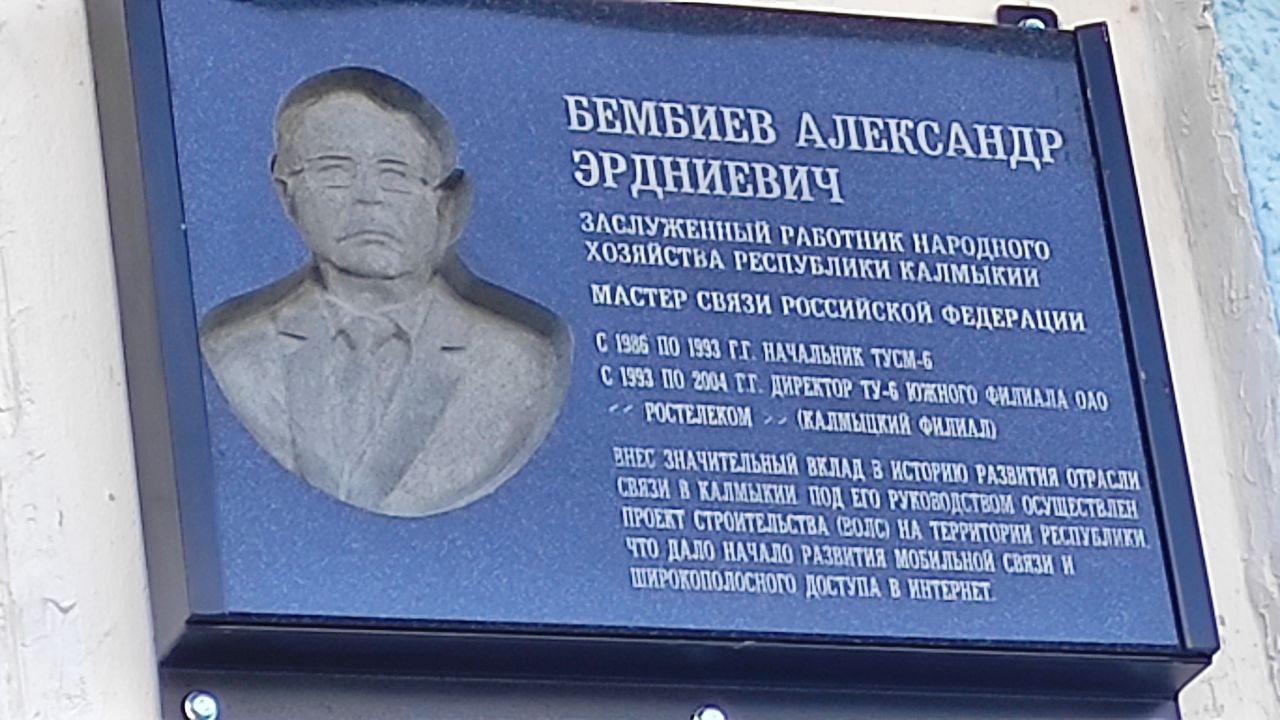 БЕМБИЕВ АЛЕКСАНДР
ЭРДНИЕВИЧ
ЗАСЛУЖЕННЫЙ РАБОТНИК НАРОДНОГО
ХОЗЯЙСТВА РЕСПУБЛИКИ КАЛМЫКИИ
МАСТЕР СВЯЗИ РОССИЙСКОЙ ФЕДЕРАЦИИ
С 1986 ПО 1993 Г.Г. НАЧАЛЬНИК ТУСМ-6
С 1993 ПО 2004 Г.Г. ДИРЕКТОР ТУ-6 ЮЖНОГО ФИЛИАЛА ОАО
" РОСТЕЛЕКОМ " (КАЛМЫЦКИЙ ФИЛИАЛ)
ВНЕС ЗНАЧИТЕЛЬНЫЙ ВКЛАД В ИСТОРИЮ РАЗВИТИЯ ОТРАСЛИ
СВЯЗИ В КАЛМЫКИИ ПОД ЕГО РУКОВОДСТВОМ ОСУЩЕСТВЛЕН
ПРОЕКТ СТРОИТЕЛЬСТВА (ВОЛС) НА ТЕРРИТОРИИ РЕСПУБЛИКИ.
ЧТО ДАЛО НАЧАЛО РАЗВИТИЯ МОБИЛЬНОЙ СВЯЗИ И
ШИРОКОПОЛОСНОГО ДОСТУПА В ИНТЕРНЕТ.